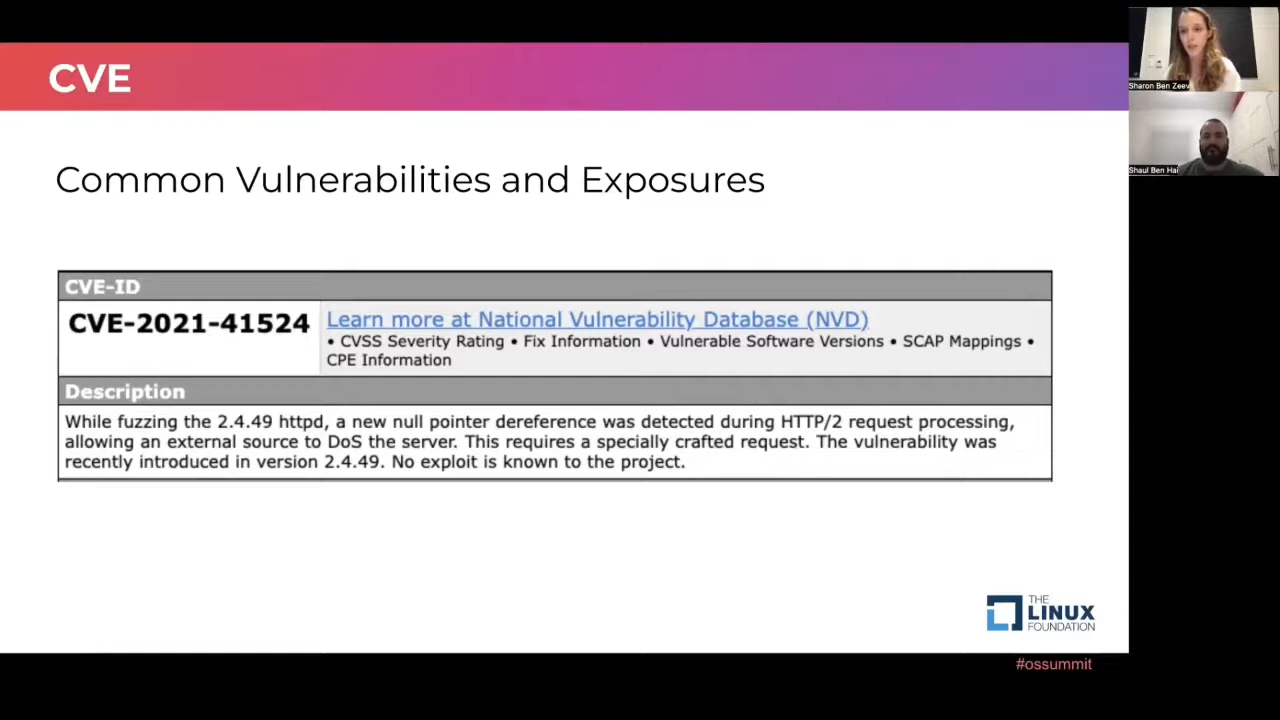 CVE
Common Vulnerabilities and Exposures
CVE-ID
CVE-2021-41524
Learn more at National Vulnerability Database (NVD)
• CVSS Severity Rating • Fix Information • Vulnerable Software Versions • SCAP Mappings •
CPE Information
Description
While fuzzing the 2.4.49 httpd, a new null pointer dereference was detected during HTTP/2 request processing,
allowing an external source to DoS the server. This requires a specially crafted request. The vulnerability was
recently introduced in version 2.4.49. No exploit is known to the project.
THE
LINUX
FOUNDATION
#ossummit
Sharon Ben Zeev
Shaul Ben Hai